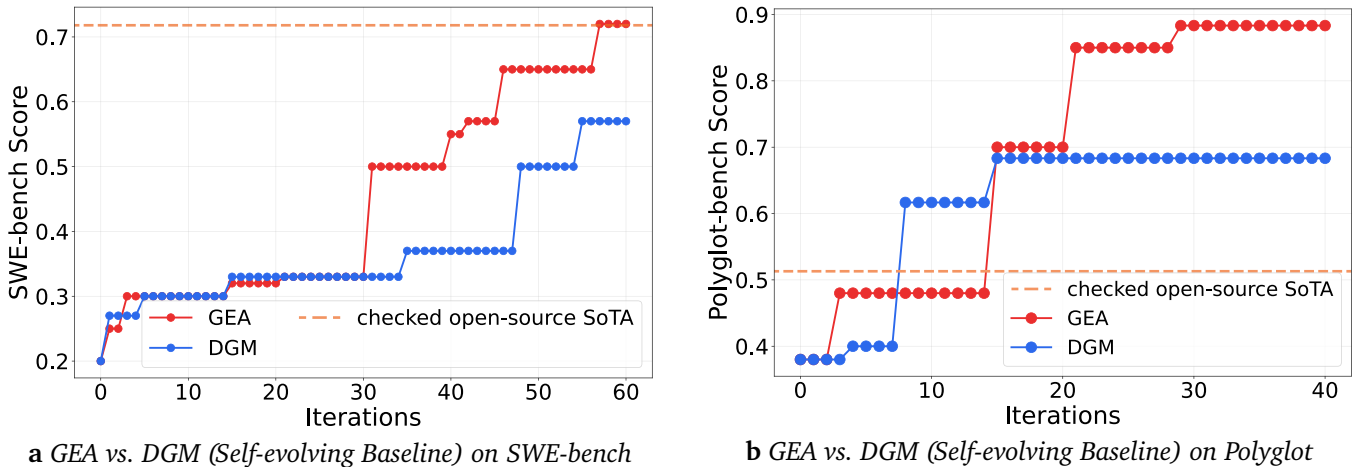 0.7
0.6
0.5
0.4
0.3
0.2
SWE-bench Score
GEA
DGM
checked open-source SoTA
0 10 20 30 40 50 60
Iterations
a GEA vs. DGM (Self-evolving Baseline) on SWE-bench
0.9
0.8
0.7
0.6
0.5
0.4
Polyglot-bench Score
checked open-source SoTA
GEA
DGM
0 10 20 30 40
Iterations
b GEA vs. DGM (Self-evolving Baseline) on Polyglot